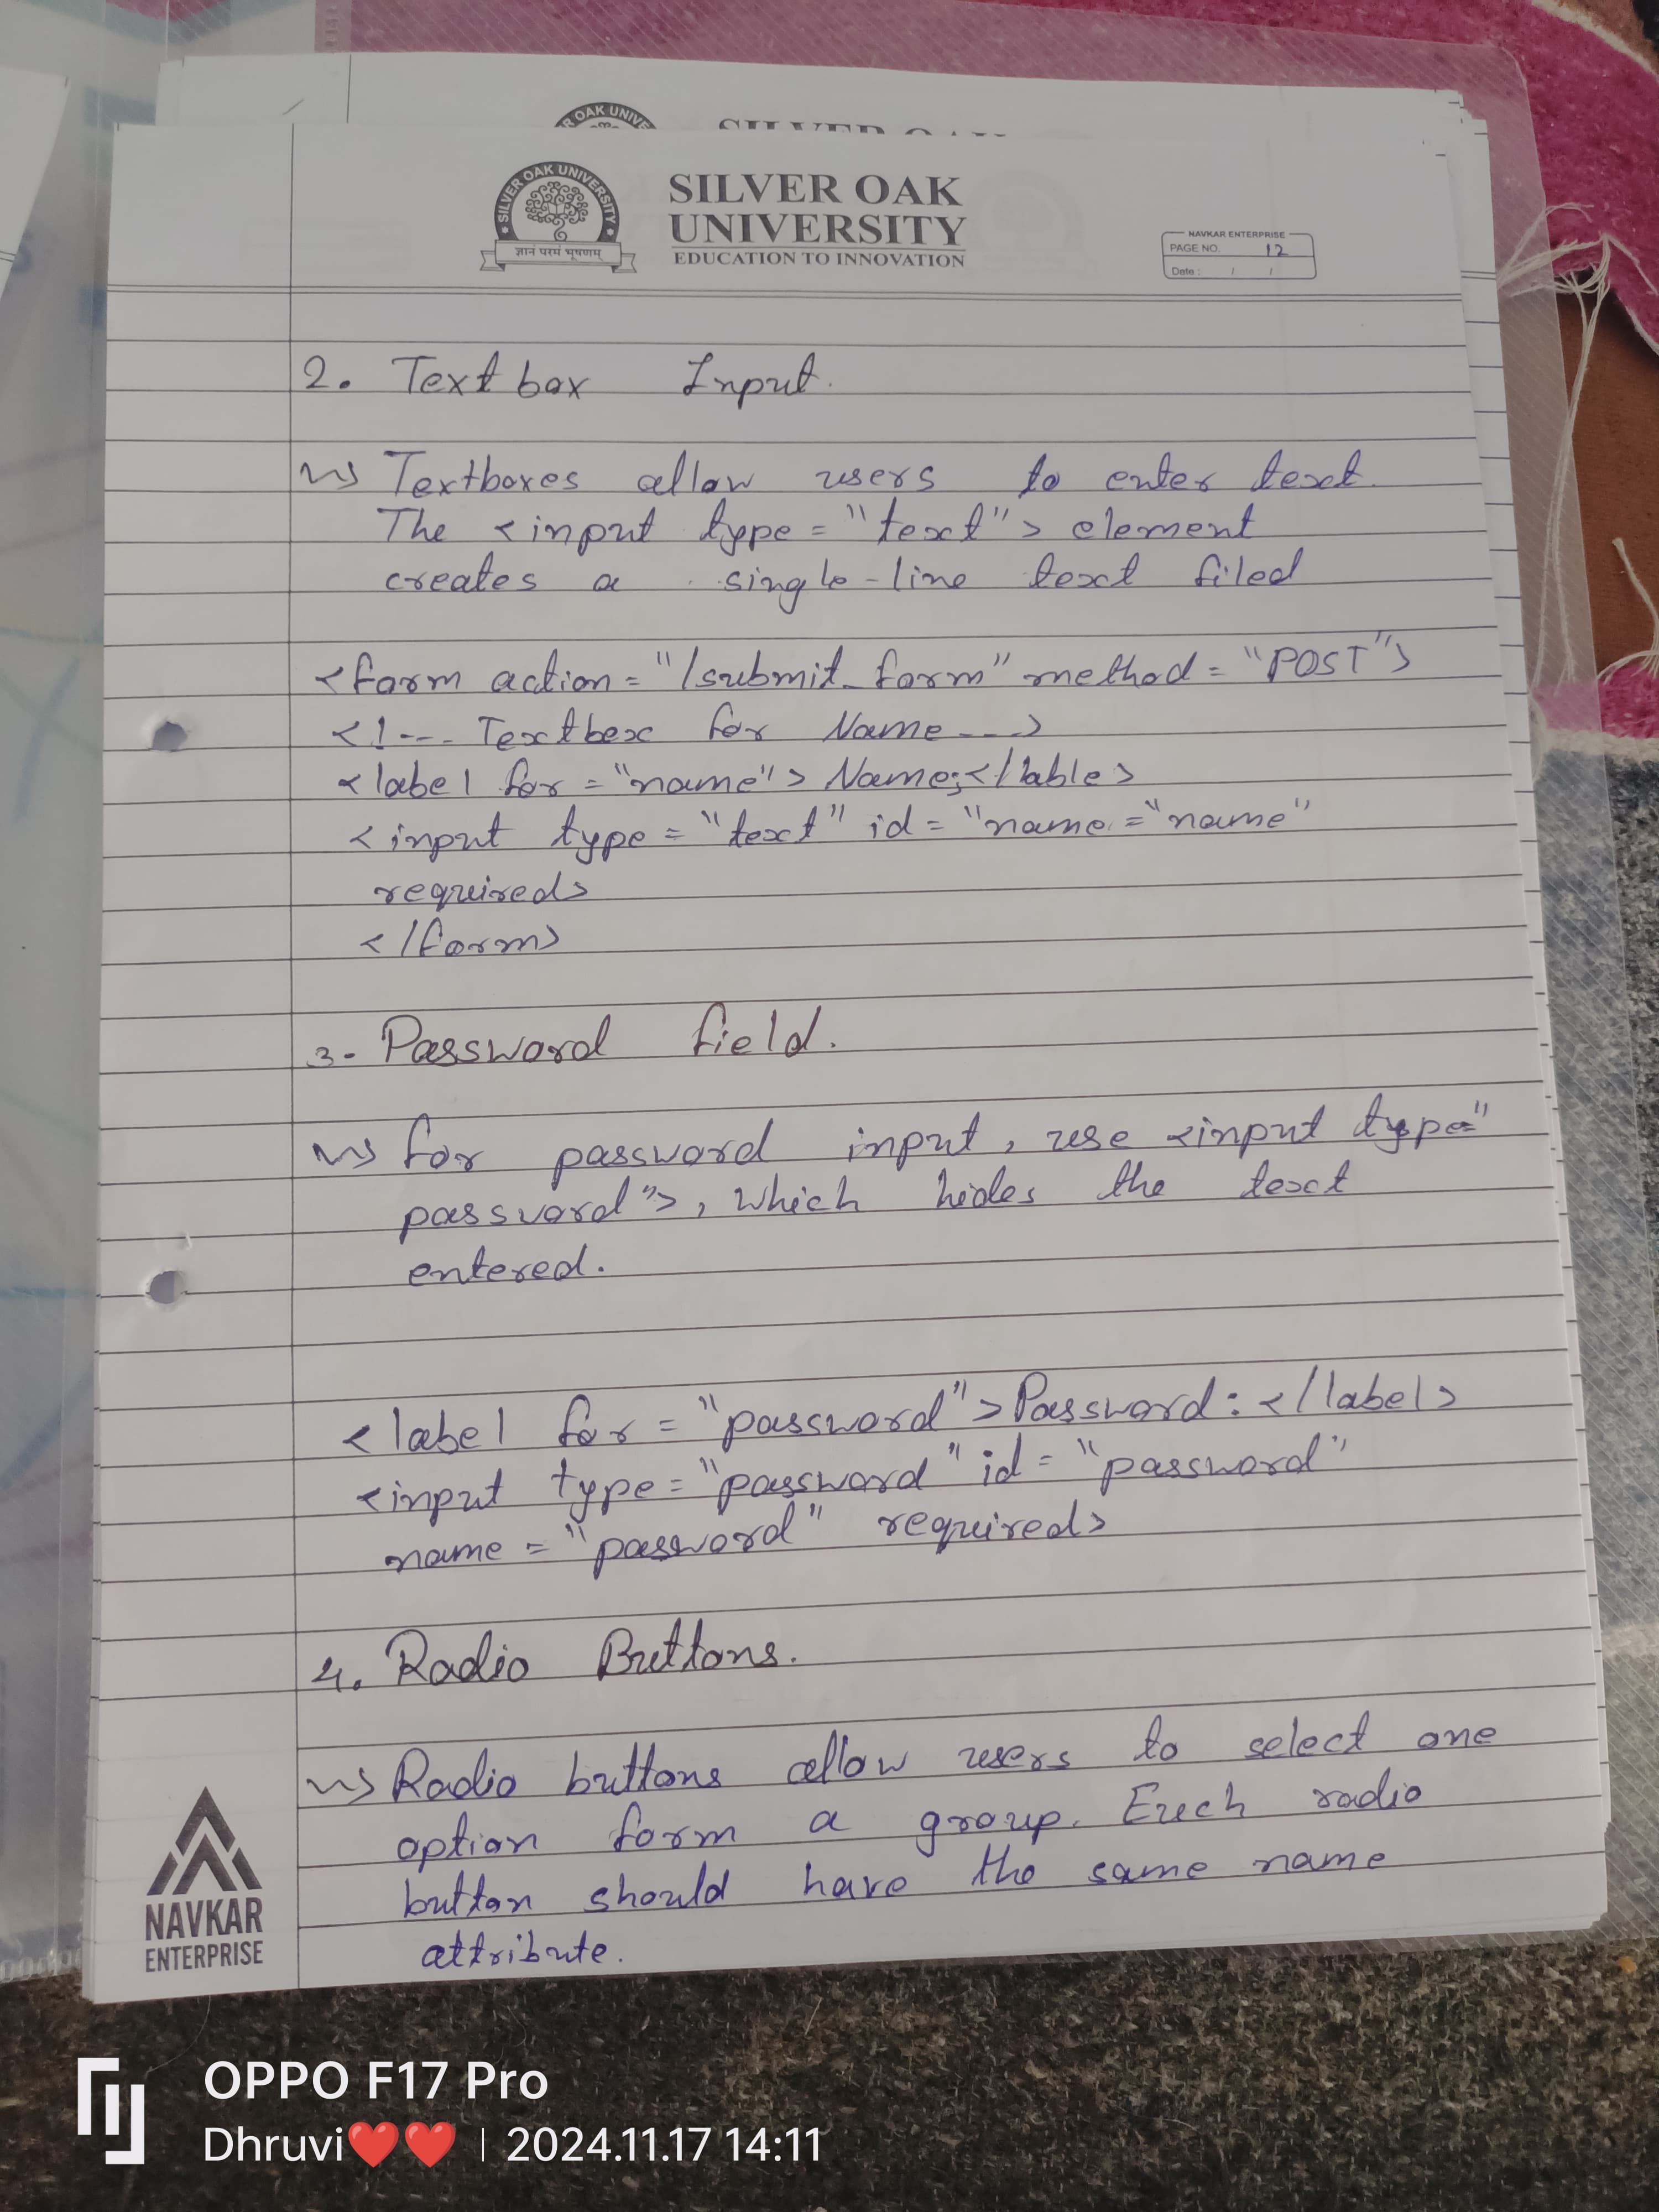 R OAK UNIVE
SILVER OAK UNIVERSITY
ज्ञानं परमं भूषणम्
SILVER OAK
UNIVERSITY
EDUCATION TO INNOVATION
NAVKAR ENTERPRISE
PAGE NO. 12
Date : / /
2. Textbox Input.
Textboxes allow users to enter text.
The <input type = "text"> element
creates a single-line text filed
<form action = "/submit_form" method = "POST">
<!--- Textbox for Name --->
<label for = "name"> Name;</lable>
<input type = "text" id = "name = "name"
required>
</form>
3- Password field.
for password input, use <input type="
password">, which hides the text
entered.
<label for = "password">Password: </label>
<input type = "password" id = "password"
name = "password" required>
4. Radio Buttons.
Radio buttons allow users to select one
option form a group. Each radio
button should have the same name
attribute.
NAVKAR
ENTERPRISE
OPPO F17 Pro
Dhruvi❤️❤️ | 2024.11.17 14:11